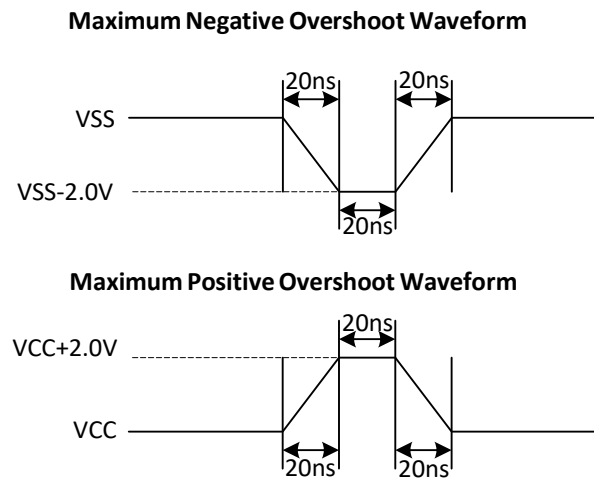 Maximum Negative Overshoot Waveform
20ns 20ns
VSS
VSS-2.0V
20ns
Maximum Positive Overshoot Waveform
20ns
VCC+2.0V
VCC
20ns 20ns